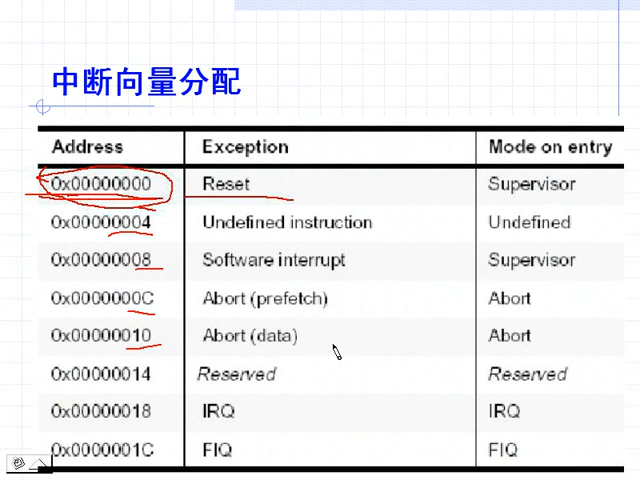 中断向量分配
Address Exception Mode on entry
0x00000000 Reset Supervisor
0x00000004 Undefined instruction Undefined
0x00000008 Software interrupt Supervisor
0x0000000C Abort (prefetch) Abort
0x00000010 Abort (data) Abort
0x00000014 Reserved Reserved
0x00000018 IRQ IRQ
0x0000001C FIQ FIQ